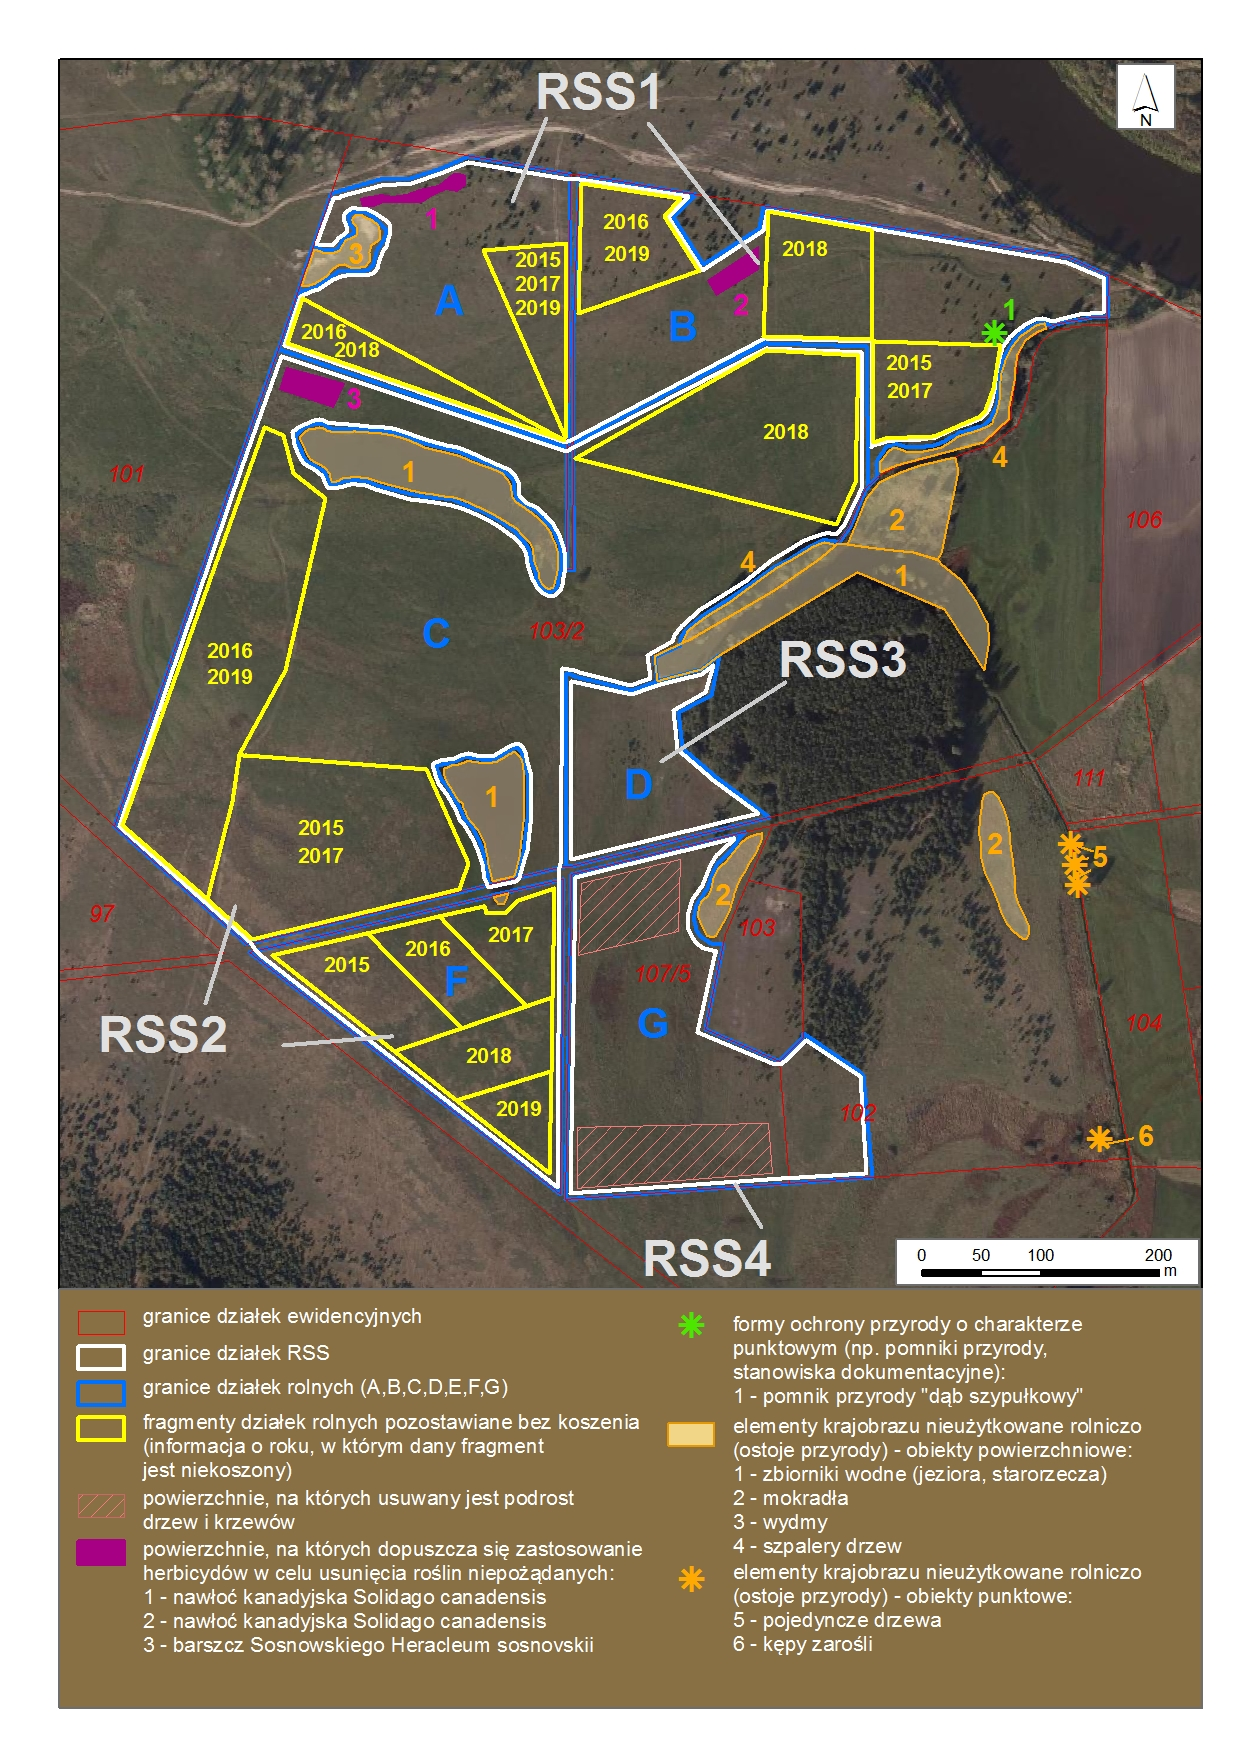 RSS1
N
2016
2019
2018
1
3
2015
2017
2019
A
2
B
1
2016
2018
2015
2017
3
2018
101
1
4
2
106
4
1
C
103/2
RSS3
2016
2019
D
111
1
2015
2017
2
5
2
97
103
2017
2016
2015
F
107/5
G
104
RSS2
2018
2019
102
6
RSS4
0 50 100 200
m
granice działek ewidencyjnych
granice działek RSS
granice działek rolnych (A,B,C,D,E,F,G)
fragmenty działek rolnych pozostawiane bez koszenia
(informacja o roku, w którym dany fragment
jest niekoszony)
powierzchnie, na których usuwany jest podrost
drzew i krzewów
powierzchnie, na których dopuszcza się zastosowanie
herbicydów w celu usunięcia roślin niepożądanych:
1 - nawłoć kanadyjska Solidago canadensis
2 - nawłoć kanadyjska Solidago canadensis
3 - barszcz Sosnowskiego Heracleum sosnovskii
formy ochrony przyrody o charakterze
punktowym (np. pomniki przyrody,
stanowiska dokumentacyjne):
1 - pomnik przyrody "dąb szypułkowy"
elementy krajobrazu nieużytkowane rolniczo
(ostoje przyrody) - obiekty powierzchniowe:
1 - zbiorniki wodne (jeziora, starorzecza)
2 - mokradła
3 - wydmy
4 - szpalery drzew
elementy krajobrazu nieużytkowane rolniczo
(ostoje przyrody) - obiekty punktowe:
5 - pojedyncze drzewa
6 - kępy zarośli